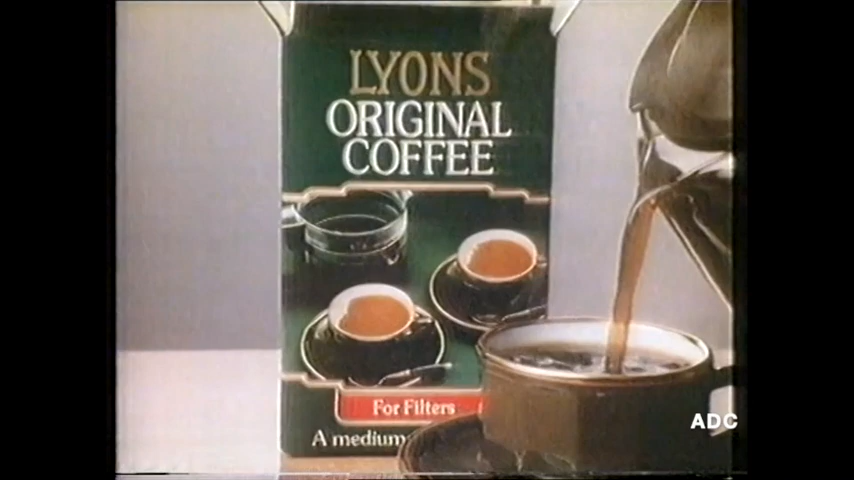 LYONS
ORIGINAL
COFFEE
For Filters
A medium
ADC